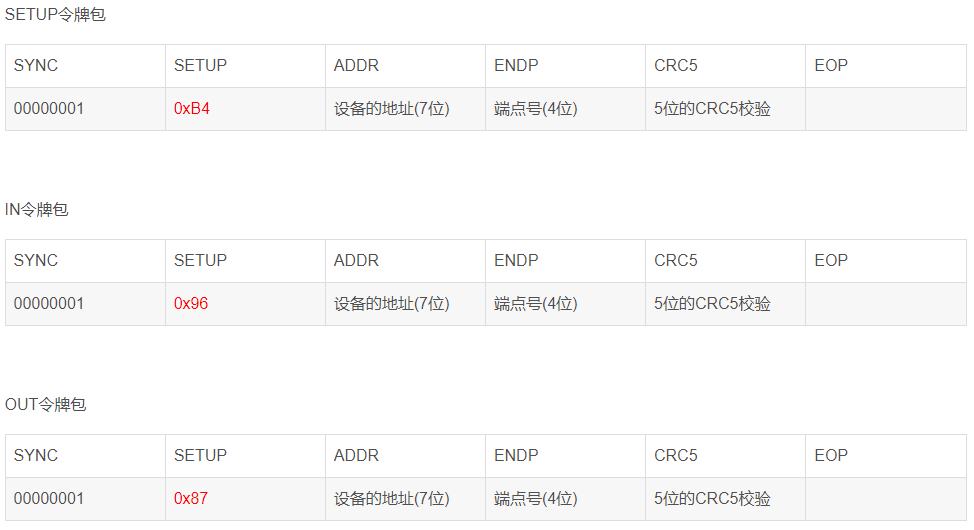 SETUP令牌包
SYNC SETUP ADDR ENDP CRC5 EOP
00000001 0xB4 设备的地址(7位) 端点号(4位) 5位的CRC5校验
IN令牌包
SYNC SETUP ADDR ENDP CRC5 EOP
00000001 0x96 设备的地址(7位) 端点号(4位) 5位的CRC5校验
OUT令牌包
SYNC SETUP ADDR ENDP CRC5 EOP
00000001 0x87 设备的地址(7位) 端点号(4位) 5位的CRC5校验